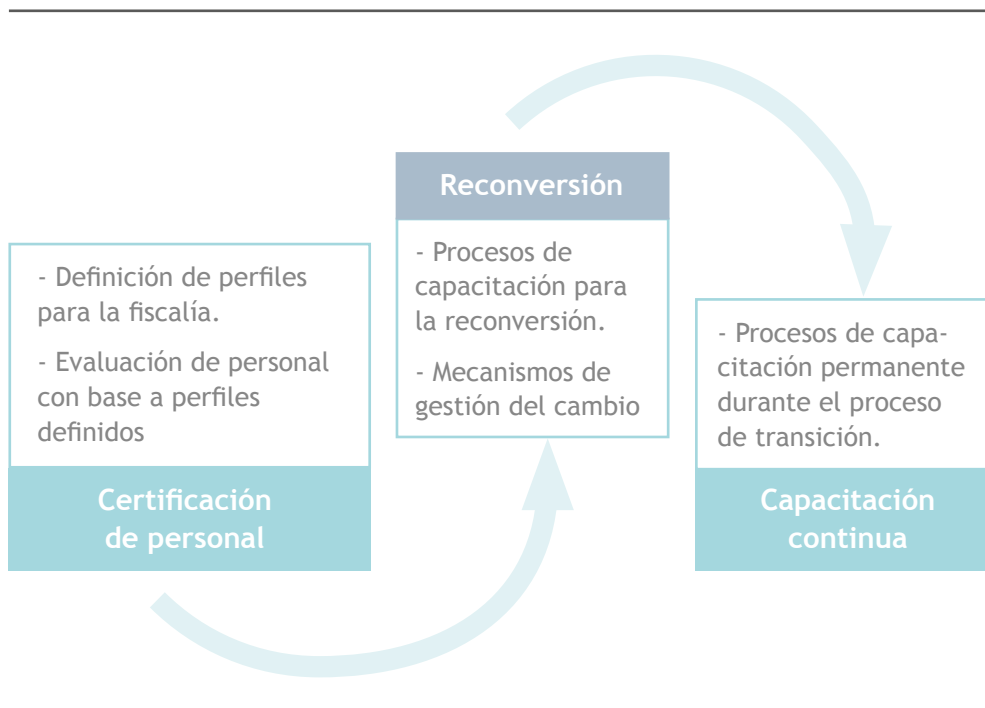 - Definición de perfiles
para la fiscalía.
- Evaluación de personal
con base a perfiles
definidos
Certificación
de personal
Reconversión
- Procesos de
capacitación para
la reconversión.
- Mecanismos de
gestión del cambio
- Procesos de capa-
citación permanente
durante el proceso
de transición.
Capacitación
continua